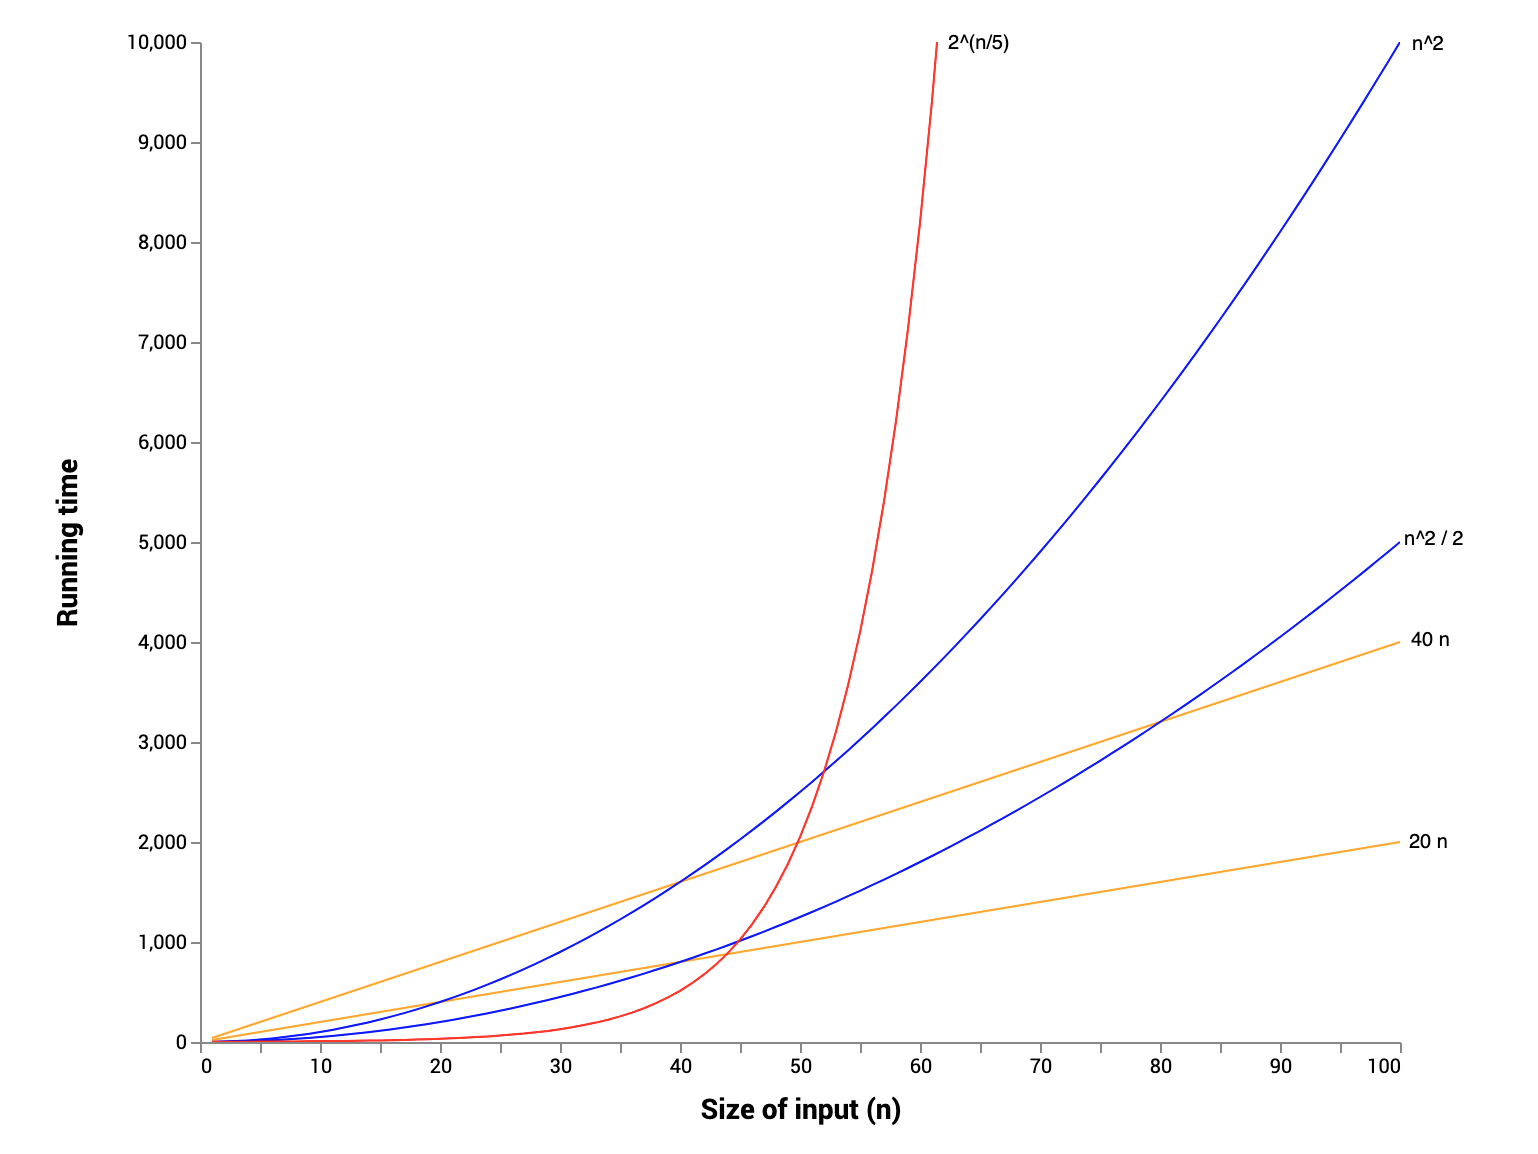 10,000
2^(n/5)
n^2
9,000
8,000
7,000
6,000
5,000
n^2 / 2
4,000
40 n
3,000
2,000
20 n
1,000
0
Running time
0 10 20 30 40 50 60 70 80 90 100
Size of input (n)